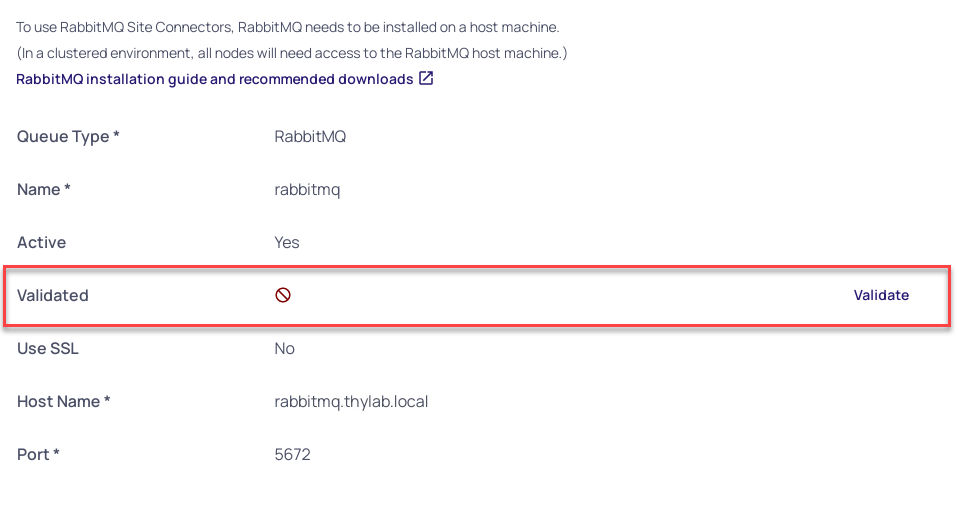 To use RabbitMQ Site Connectors, RabbitMQ needs to be installed on a host machine.
(In a clustered environment, all nodes will need access to the RabbitMQ host machine.)
RabbitMQ installation guide and recommended downloads
Queue Type * RabbitMQ
Name * rabbitmq
Active Yes
Validated Validate
Use SSL No
Host Name * rabbitmq.thylab.local
Port * 5672